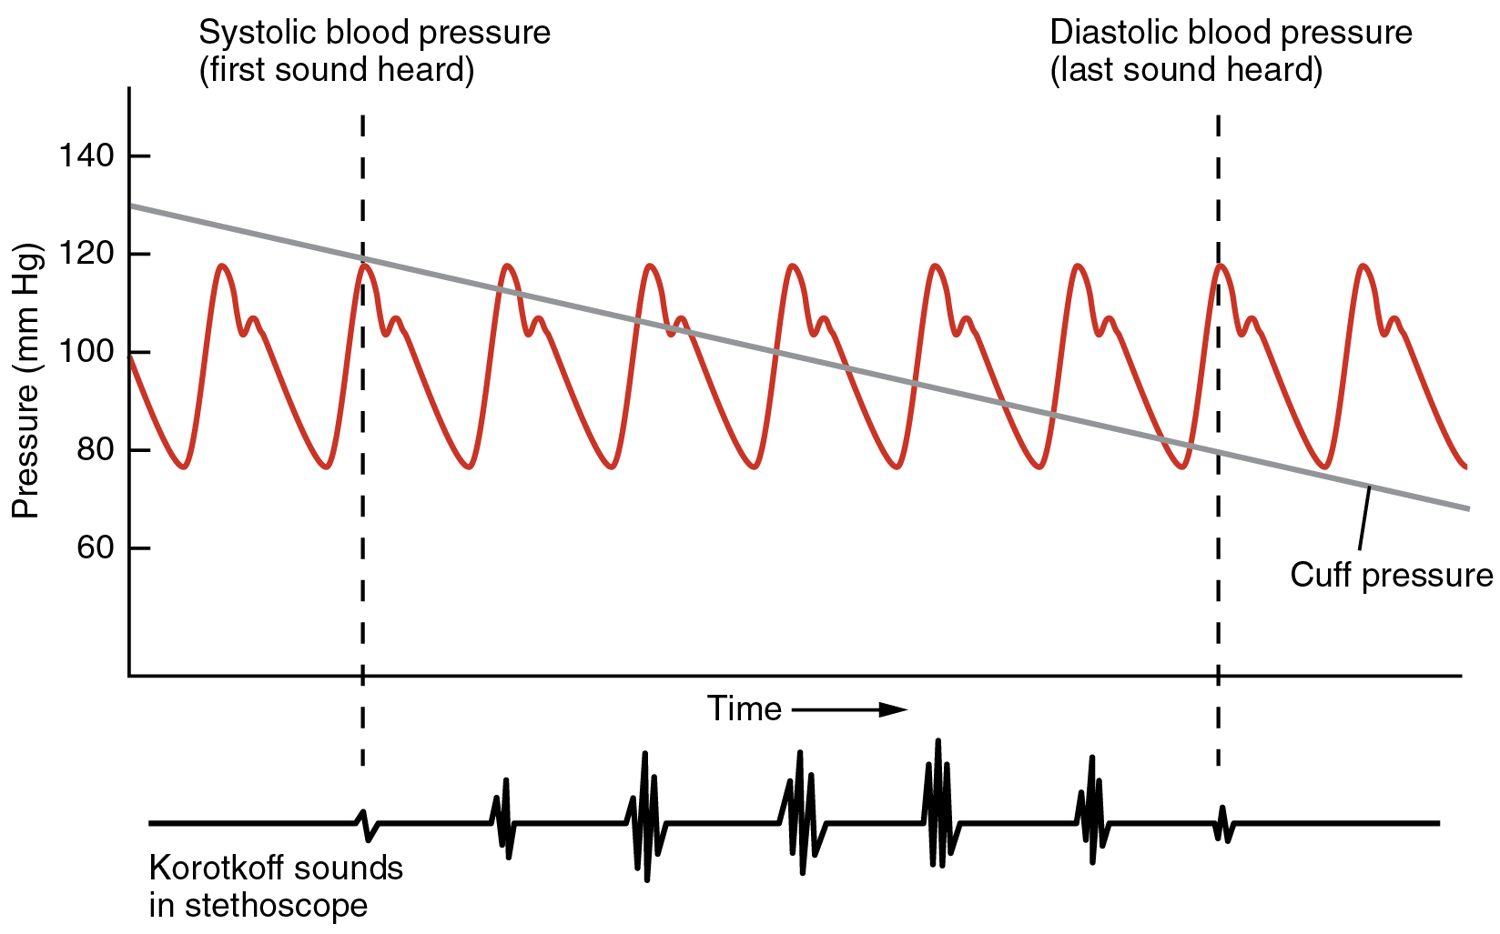 Systolic blood pressure
(first sound heard)
Diastolic blood pressure
(last sound heard)
140
120
100
80
60
Pressure (mm Hg)
Cuff pressure
Time
Korotkoff sounds
in stethoscope